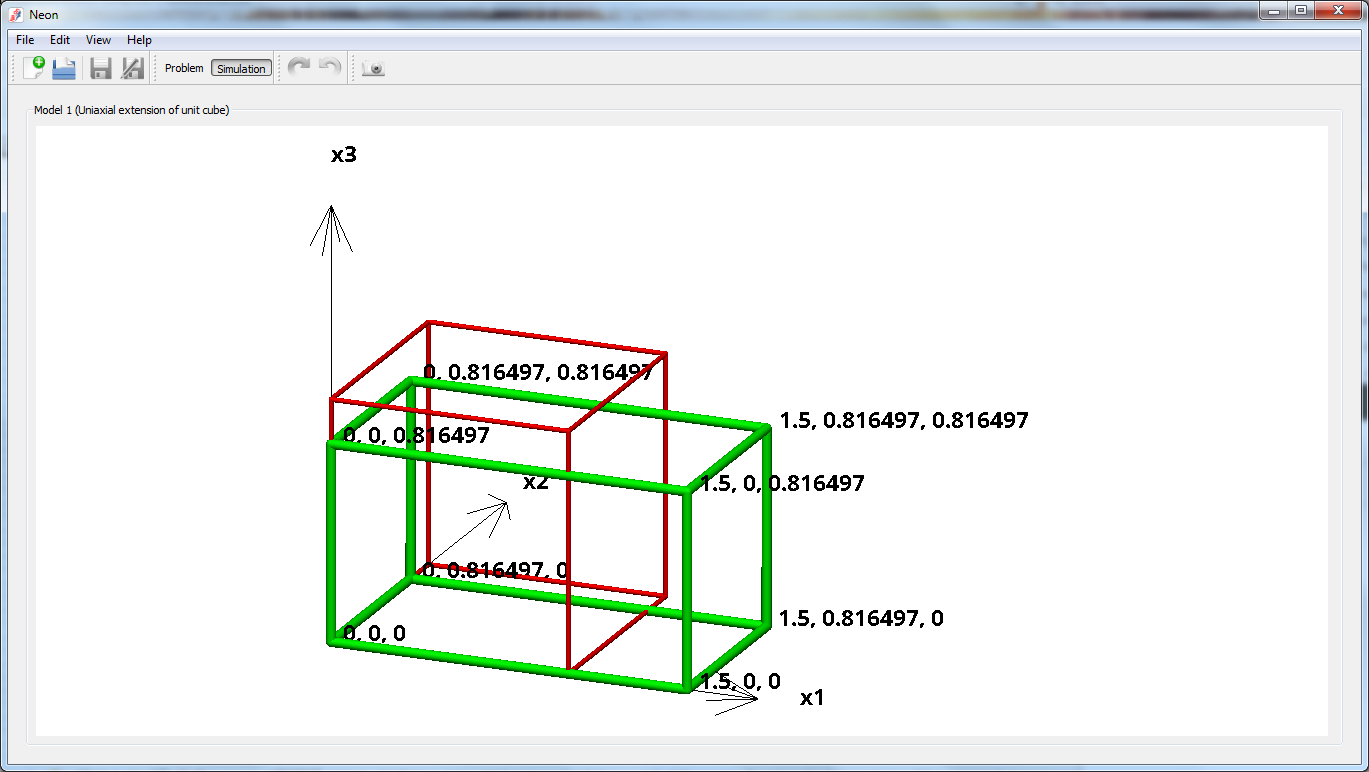 Neon
File Edit View Help
Problem Simulation
Model 1 (Uniaxial extension of unit cube)
x3
0, 0.816497, 0.816497
1.5, 0.816497, 0.816497
0, 0, 0.816497
x2
1.5, 0, 0.816497
0, 0.816497, 0
1.5, 0.816497, 0
0, 0, 0
1.5, 0, 0
x1